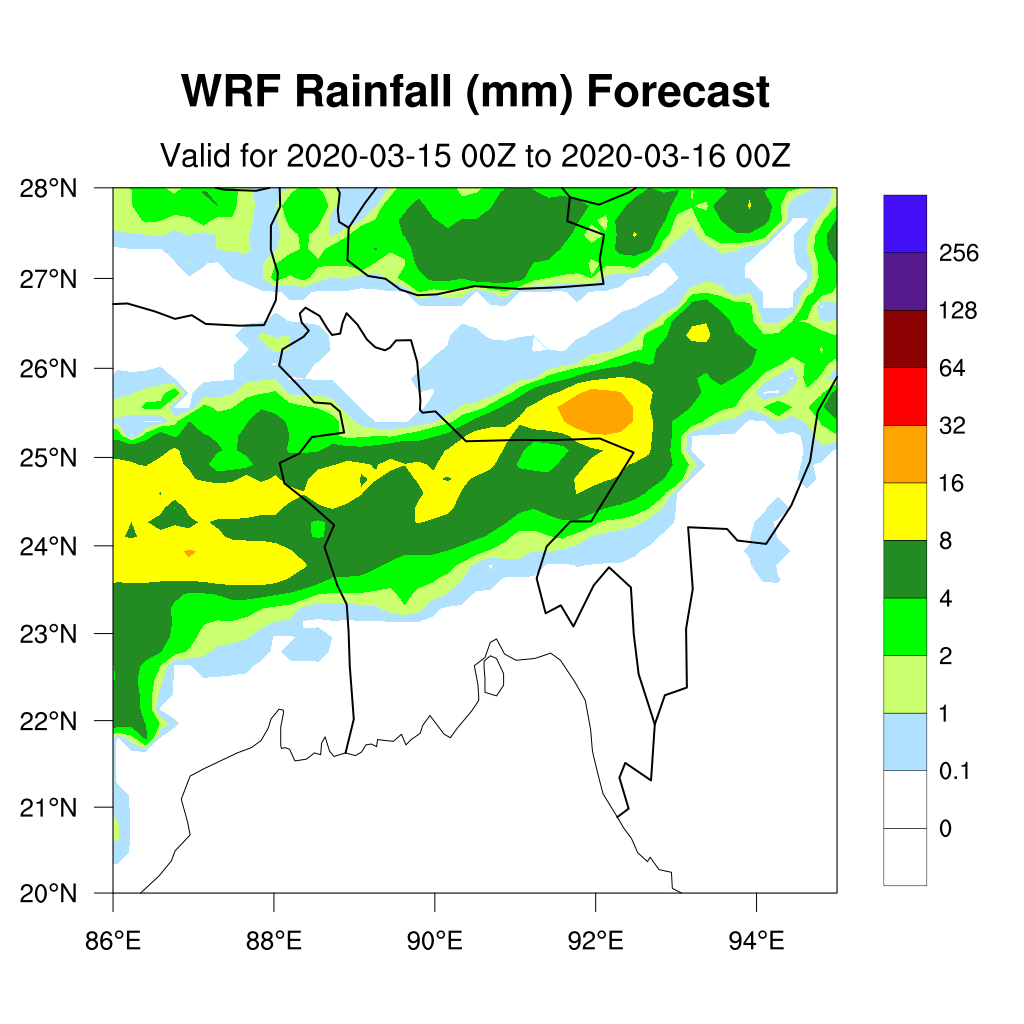 WRF Rainfall (mm) Forecast
Valid for 2020-03-15 00Z to 2020-03-16 00Z
28°N
27°N
26°N
25°N
24°N
23°N
22°N
21°N
20°N
86°E 88°E 90°E 92°E 94°E
256
128
64
32
16
8
4
2
1
0.1
0